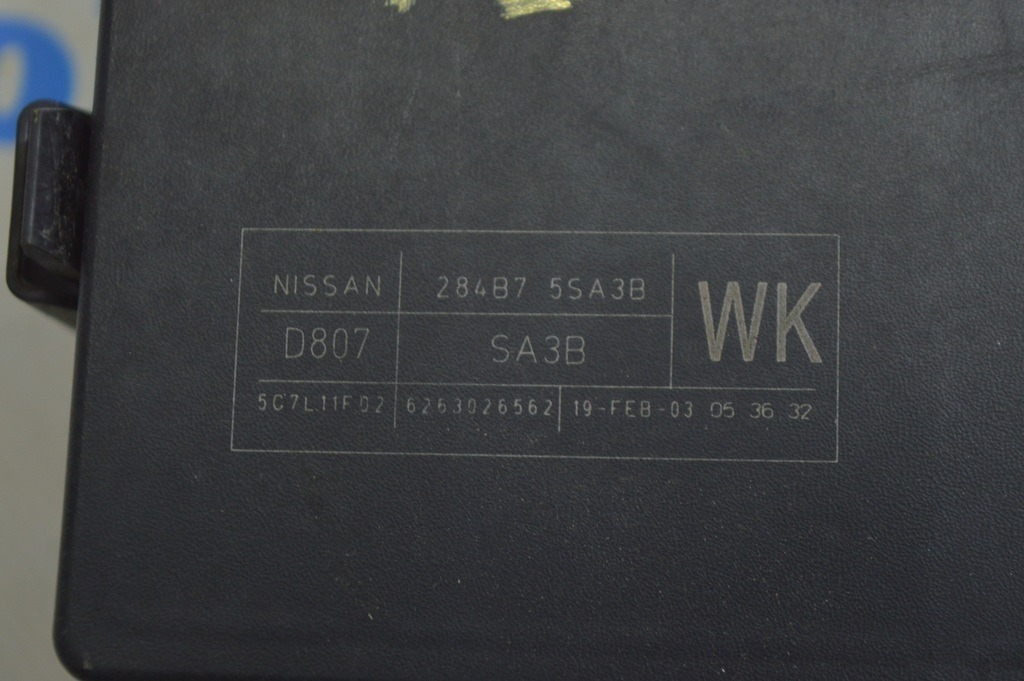 NISSAN 284B7 5SA3B WK
D807 SA3B
5C7L11F02 6263026562 19-FEB-03 05 36 32